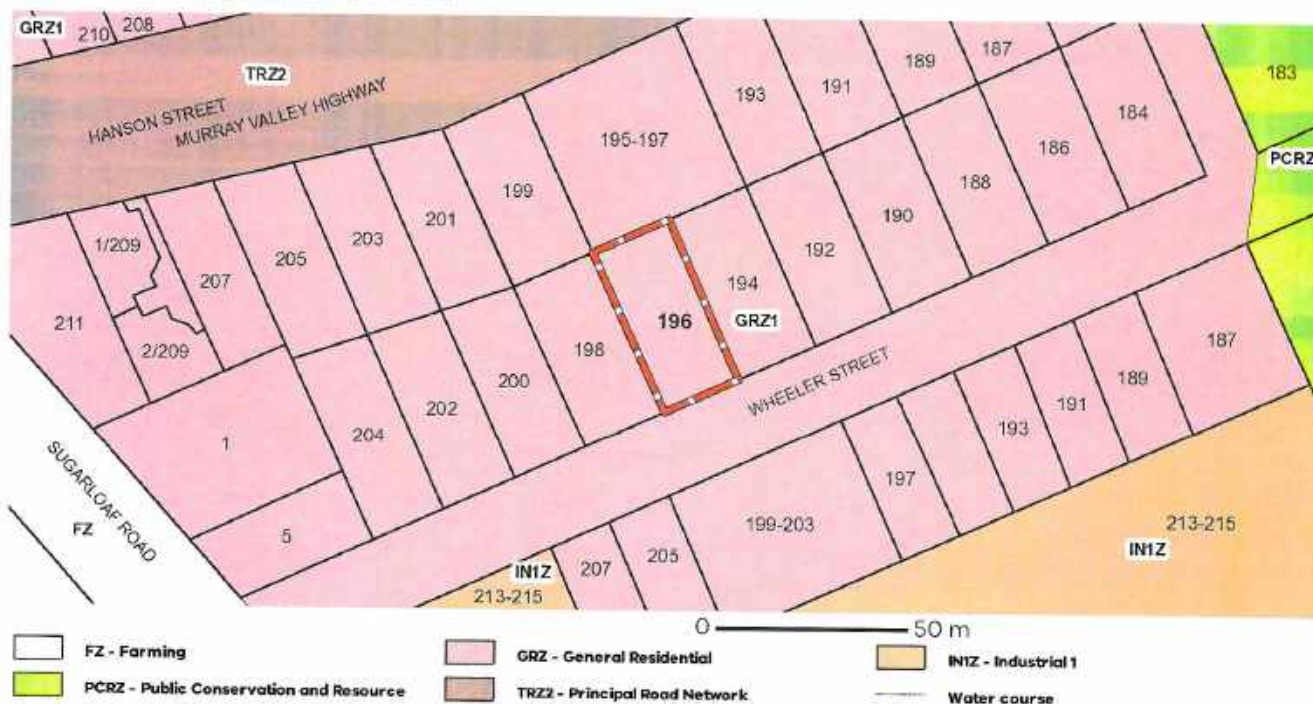 GRZ1
210
208
TRZ2
HANSON STREET
MURRAY VALLEY HIGHWAY
193
191
189
187
183
195-197
184
PCRZ
199
186
201
188
203
1/209
205
190
207
192
194
211
196
GRZ1
2/209
198
200
WHEELER STREET
187
202
189
204
191
1
193
SUGARLOAF ROAD
197
199-203
213-215
FZ
5
205
IN1Z
IN1Z
207
213-215
0 50 m
FZ - Farming
GRZ - General Residential
IN1Z - Industrial 1
PCRZ - Public Conservation and Resource
TRZ2 - Principal Road Network
Water course